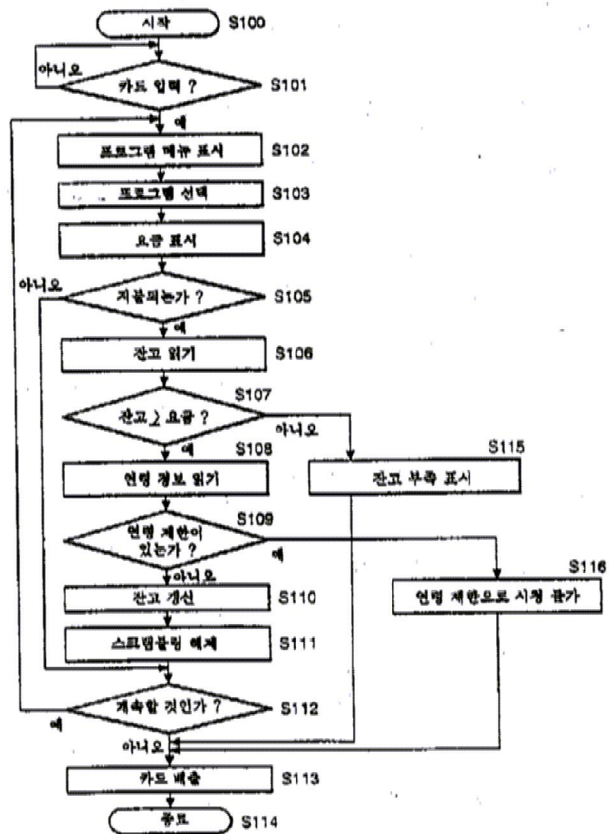 시작 S100
아니오
카드 입력 ? S101
예
프로그램 메뉴 표시 S102
프로그램 선택 S103
요금 표시 S104
아니오
지불되는가 ? S105
예
잔고 읽기 S106
S107
잔고 ≥ 요금 ?
아니오
예
S108
S115
연령 정보 읽기
잔고 부족 표시
S109
연령 제한이
있는가 ?
예
S116
아니오
잔고 갱신 S110
연령 제한으로 시청 불가
스크램블링 해제 S111
계속할 것인가 ? S112
예
아니오
카드 배출 S113
종료 S114